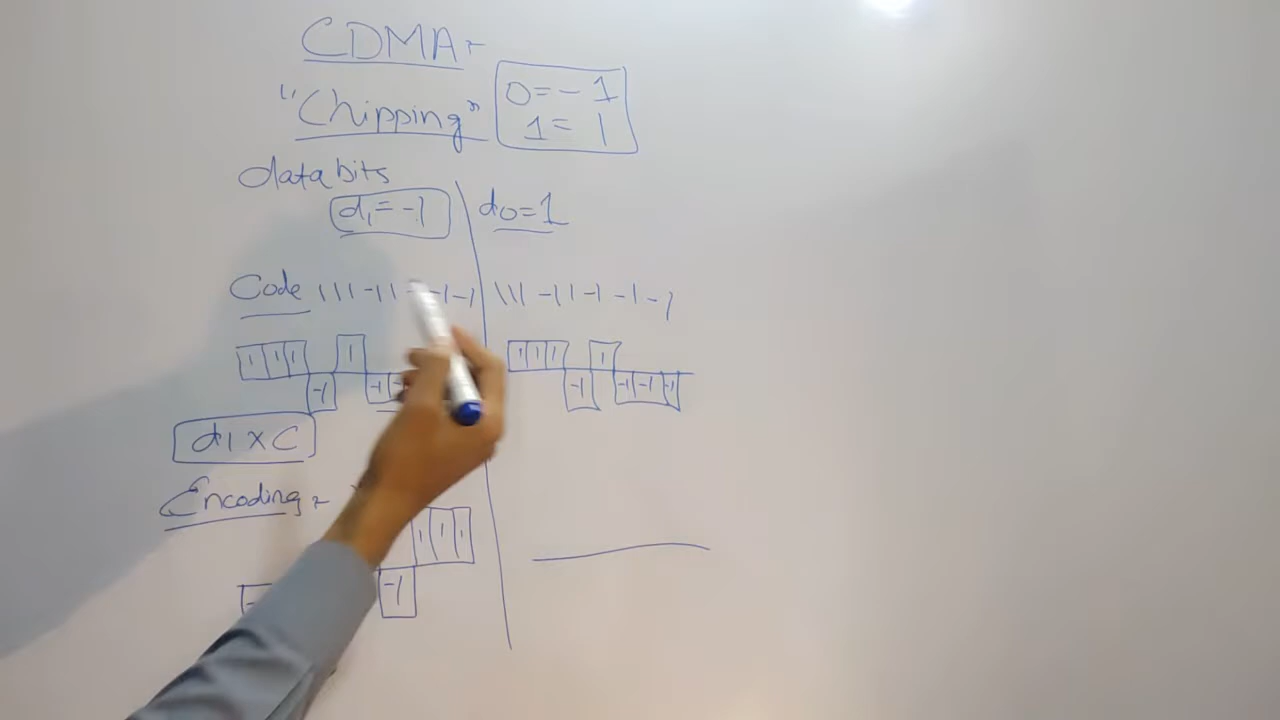 CDMA-
"Chipping"
0 = - 1
1 = 1
data bits
d1 = -1
d0 = 1
Code 1 1 1 -1 1 - -1 -1
1 1 1 -1 1 -1 -1 -1
1 1 1 -1 1 -1 -
1 1 1 -1 1 -1 -1 -1
d1 x C
Encoding =
1 1 1
-1